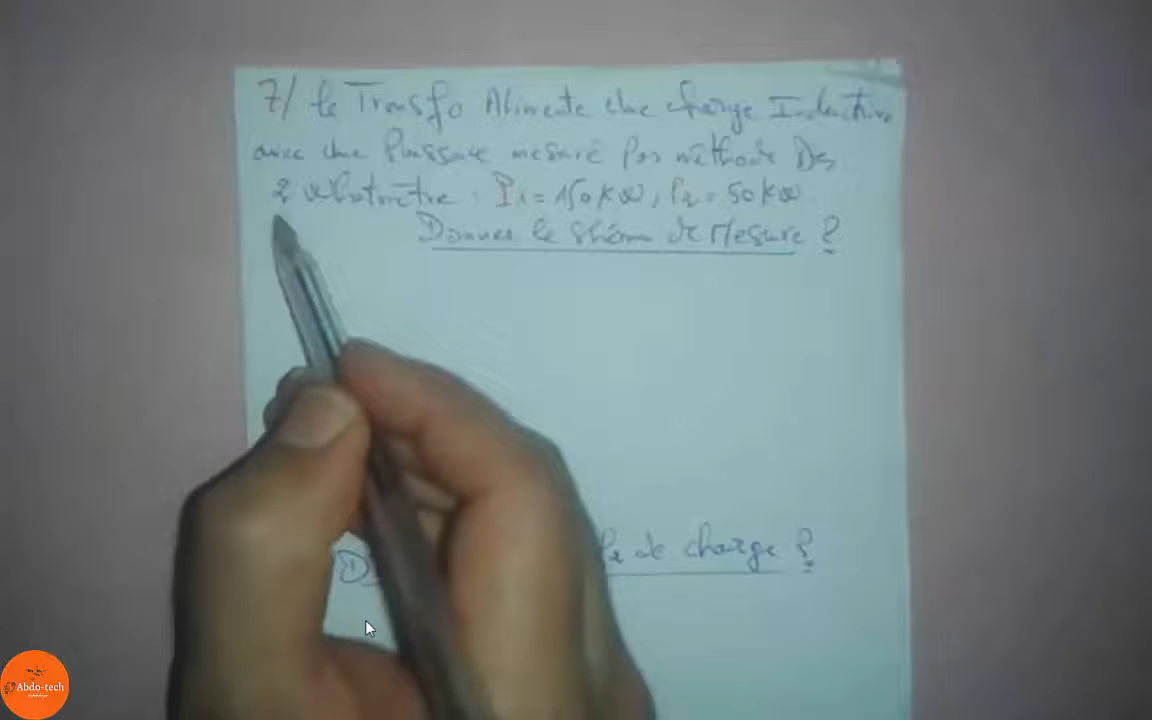 7/ le Transfo Alimente une charge Inductive
avec une Puissance mesuré Par méthode Des
2 wattmètre : P1 = 150 KW, P2 = 50 KW.
Donner le schéma de Mesure ?
P2 de charge ?
Abdo-tech